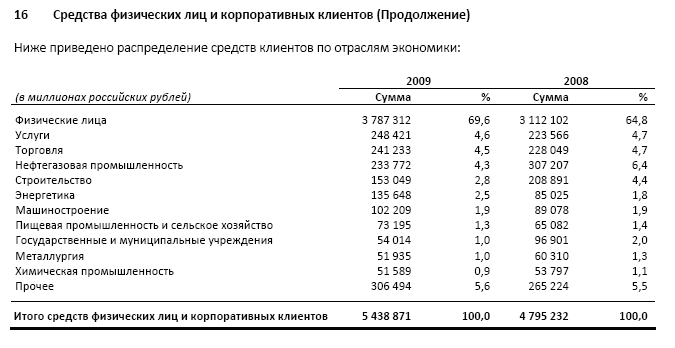 16 Средства физических лиц и корпоративных клиентов (Продолжение)
Ниже приведено распределение средств клиентов по отраслям экономики:
2009 2008
(в миллионах российских рублей) Сумма % Сумма %
Физические лица 3 787 312 69,6 3 112 102 64,8
Услуги 248 421 4,6 223 566 4,7
Торговля 241 233 4,5 228 049 4,7
Нефтегазовая промышленность 233 772 4,3 307 207 6,4
Строительство 153 049 2,8 208 891 4,4
Энергетика 135 648 2,5 85 025 1,8
Машиностроение 102 209 1,9 89 078 1,9
Пищевая промышленность и сельское хозяйство 73 195 1,3 65 082 1,4
Государственные и муниципальные учреждения 54 014 1,0 96 901 2,0
Металлургия 51 935 1,0 60 310 1,3
Химическая промышленность 51 589 0,9 53 797 1,1
Прочее 306 494 5,6 265 224 5,5
Итого средств физических лиц и корпоративных клиентов 5 438 871 100,0 4 795 232 100,0